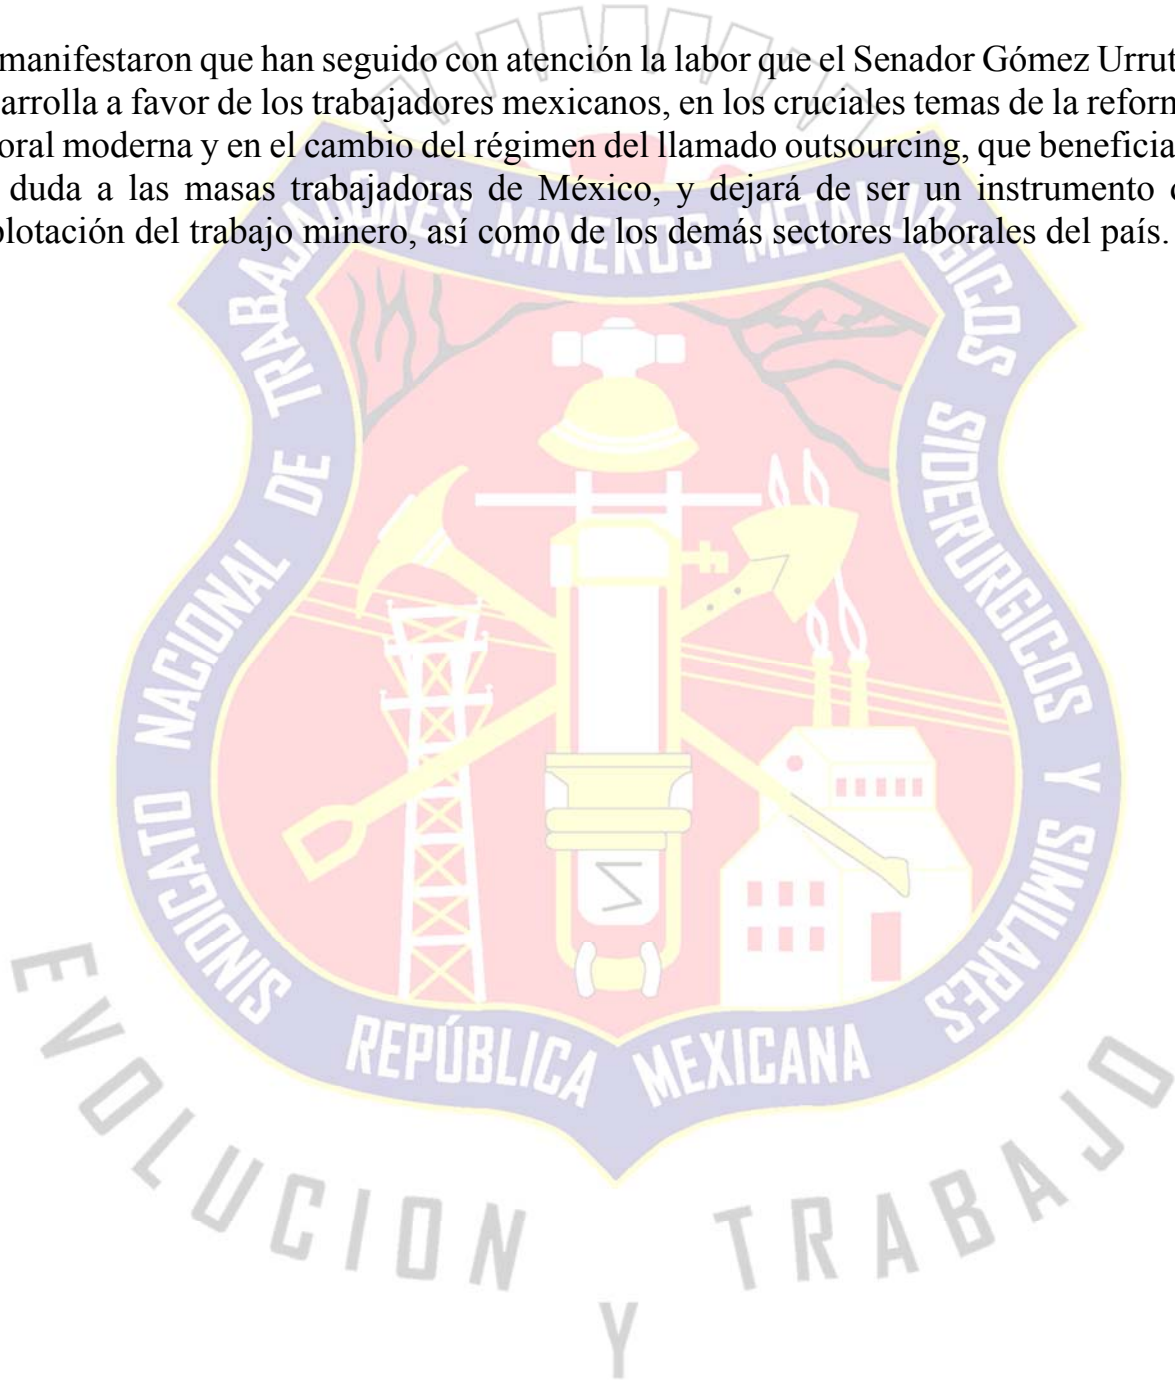 manifestaron que han seguido con atención la labor que el Senador Gómez Urrut
arrolla a favor de los trabajadores mexicanos, en los cruciales temas de la reforn
oral moderna y en el cambio del régimen del llamado outsourcing, que beneficia
duda a las masas trabajadoras de México, y dejará de ser un instrumento
plotación del trabajo minero, así como de los demás sectores laborales del país.
SINDICATO NACIONAL DE TRABAJADORES MINEROS METALÚRGICOS SIDERÚRGICOS Y SIMILARES
REPÚBLICA MEXICANA
EVOLUCION
Y
TRABAJO